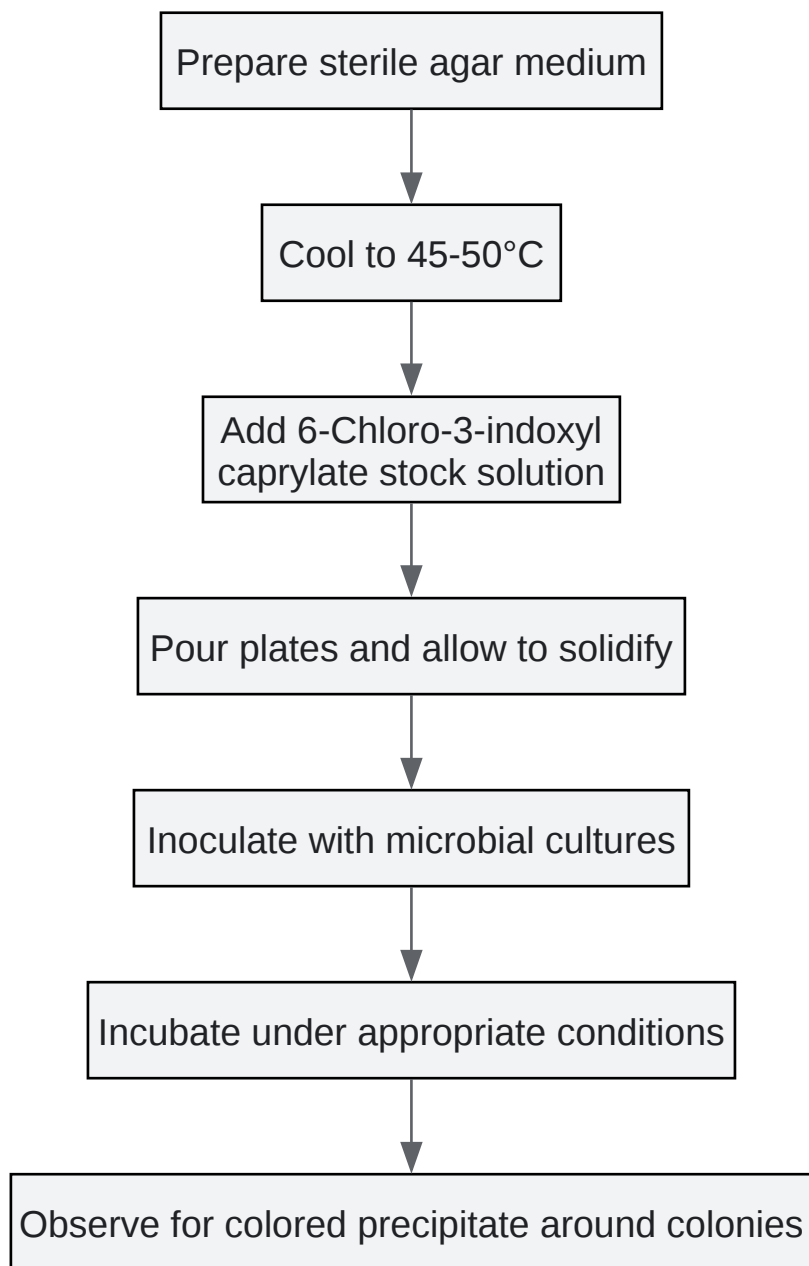 Prepare sterile agar medium
Cool to 45-50°C
Add 6-Chloro-3-indoxyl
caprylate stock solution
Pour plates and allow to solidify
Inoculate with microbial cultures
Incubate under appropriate conditions
Observe for colored precipitate around colonies